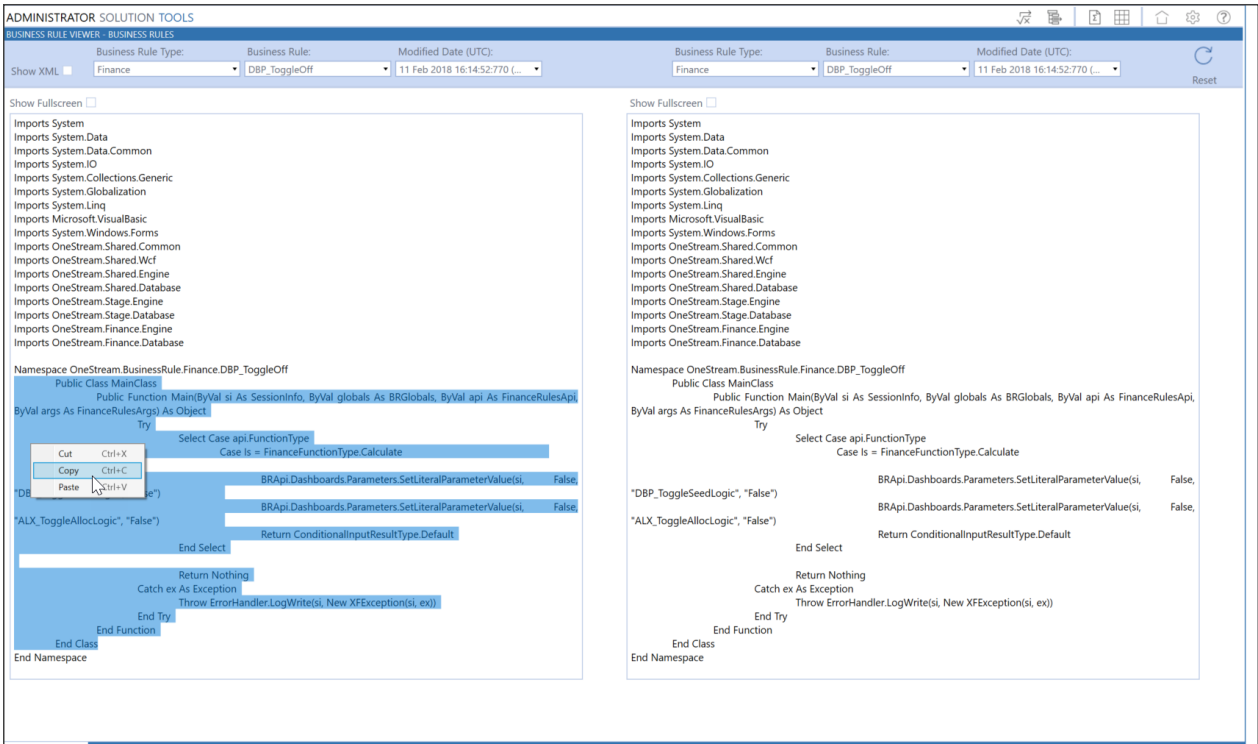 ADMINISTRATOR SOLUTION TOOLS
BUSINESS RULE VIEWER - BUSINESS RULES
Business Rule Type: Business Rule: Modified Date (UTC): Business Rule Type: Business Rule: Modified Date (UTC):
Show XML Finance DBP_ToggleOff 11 Feb 2018 16:14:52:770 (... Finance DBP_ToggleOff 11 Feb 2018 16:14:52:770 (...
Reset
Show Fullscreen
Imports System
Imports System.Data
Imports System.Data.Common
Imports System.IO
Imports System.Collections.Generic
Imports System.Globalization
Imports System.Linq
Imports Microsoft.VisualBasic
Imports System.Windows.Forms
Imports OneStream.Shared.Common
Imports OneStream.Shared.Wcf
Imports OneStream.Shared.Engine
Imports OneStream.Shared.Database
Imports OneStream.Stage.Engine
Imports OneStream.Stage.Database
Imports OneStream.Finance.Engine
Imports OneStream.Finance.Database
Namespace OneStream.BusinessRule.Finance.DBP_ToggleOff
Public Class MainClass
Public Function Main(ByVal si As SessionInfo, ByVal globals As BRGlobals, ByVal api As FinanceRulesApi,
ByVal args As FinanceRulesArgs) As Object
Try
Select Case api.FunctionType
Case Is = FinanceFunctionType.Calculate
Cut Ctrl+X
Copy Ctrl+C
Paste Ctrl+V
BRApi.Dashboards.Parameters.SetLiteralParameterValue(si, False,
BRApi.Dashboards.Parameters.SetLiteralParameterValue(si, False,
"ALX_ToggleAllocLogic", "False")
Return ConditionalInputResultType.Default
End Select
Return Nothing
Catch ex As Exception
Throw ErrorHandler.LogWrite(si, New XFException(si, ex))
End Try
End Function
End Class
End Namespace
Show Fullscreen
Imports System
Imports System.Data
Imports System.Data.Common
Imports System.IO
Imports System.Collections.Generic
Imports System.Globalization
Imports System.Linq
Imports Microsoft.VisualBasic
Imports System.Windows.Forms
Imports OneStream.Shared.Common
Imports OneStream.Shared.Wcf
Imports OneStream.Shared.Engine
Imports OneStream.Shared.Database
Imports OneStream.Stage.Engine
Imports OneStream.Stage.Database
Imports OneStream.Finance.Engine
Imports OneStream.Finance.Database
Namespace OneStream.BusinessRule.Finance.DBP_ToggleOff
Public Class MainClass
Public Function Main(ByVal si As SessionInfo, ByVal globals As BRGlobals, ByVal api As FinanceRulesApi,
ByVal args As FinanceRulesArgs) As Object
Try
Select Case api.FunctionType
Case Is = FinanceFunctionType.Calculate
BRApi.Dashboards.Parameters.SetLiteralParameterValue(si, False,
"DBP_ToggleSeedLogic", "False")
BRApi.Dashboards.Parameters.SetLiteralParameterValue(si, False,
"ALX_ToggleAllocLogic", "False")
Return ConditionalInputResultType.Default
End Select
Return Nothing
Catch ex As Exception
Throw ErrorHandler.LogWrite(si, New XFException(si, ex))
End Try
End Function
End Class
End Namespace